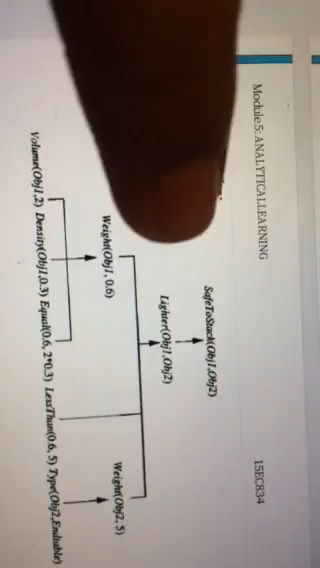 Module 5: ANALYTICAL LEARNING 15EC834
SafeToStack(Obj1,Obj2)
Lighter(Obj1,Obj2)
Weight(Obj1, 0.6) Weight(Obj2, 5)
Volume(Obj1,2) Density(Obj1,0.3) Equal(0.6, 2*0.3) LessThan(0.6, 5) Type(Obj2,Endtable)